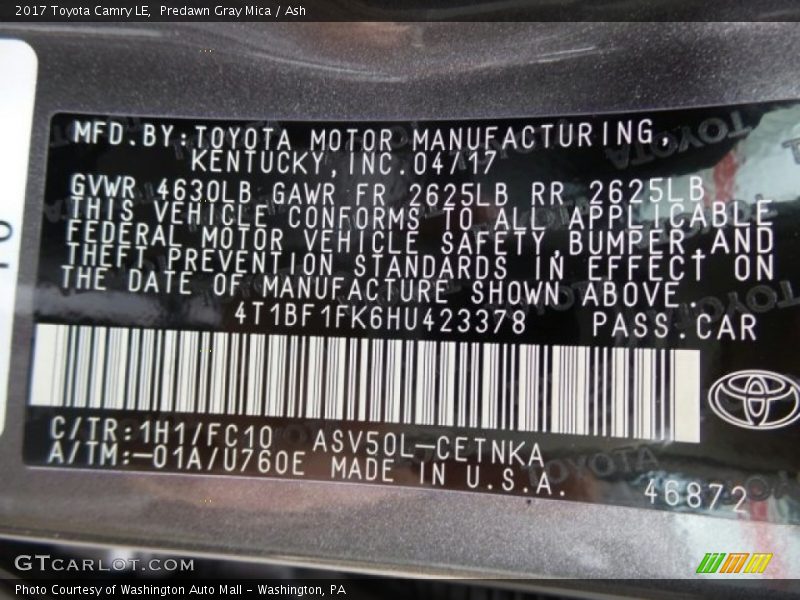 2017 Toyota Camry LE, Predawn Gray Mica / Ash
MFD.BY:TOYOTA MOTOR MANUFACTURING,
KENTUCKY,INC.04/17
GVWR 4630LB GAWR FR 2625LB RR 2625LB
THIS VEHICLE CONFORMS TO ALL APPLICABLE
FEDERAL MOTOR VEHICLE SAFETY,BUMPER,AND
THEFT PREVENTION STANDARDS IN EFFECT ON
THE DATE OF MANUFACTURE SHOWN ABOVE.
4T1BF1FK6HU423378 PASS.CAR
C/TR:1H1/FC10 ASV50L-CETNKA
A/TM:-01A/U760E MADE IN U.S.A.
46872
GTCARLOT.COM
Photo Courtesy of Washington Auto Mall - Washington, PA